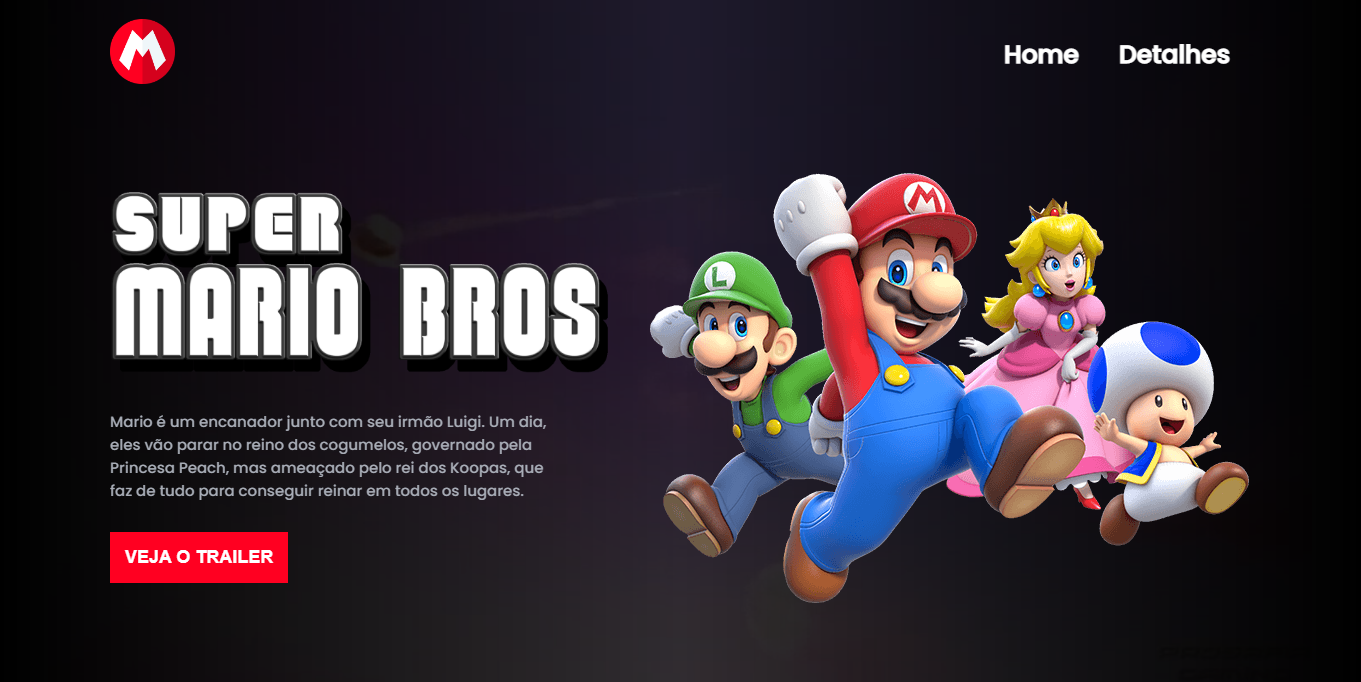 M
Home Detalhes
SUPER
MARIO BROS
M
L
Mario é um encanador junto com seu irmão Luigi. Um dia,
eles vão parar no reino dos cogumelos, governado pela
Princesa Peach, mas ameaçado pelo rei dos Koopas, que
faz de tudo para conseguir reinar em todos os lugares.
VEJA O TRAILER